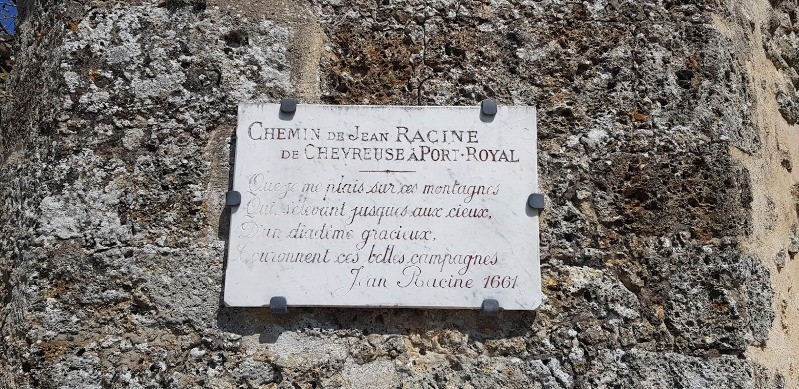 CHEMIN DE JEAN RACINE
DE CHEVREUSE À PORT·ROYAL
Que je me plais sur ces montagnes
Qui s'élevant jusques aux cieux,
D'un diadème gracieux,
Couronnent ces belles campagnes
Jean Racine 1661